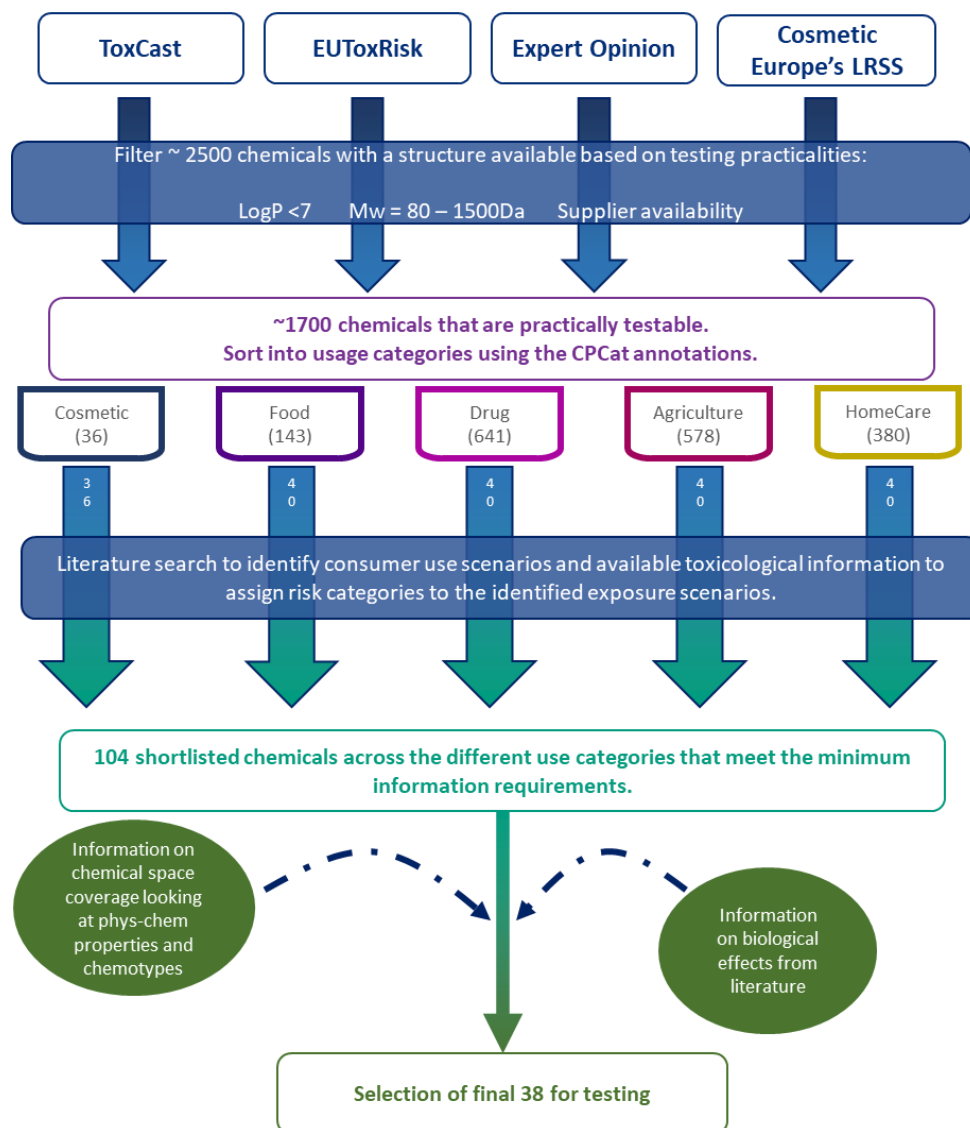 ToxCast
EUToxRisk
Expert Opinion
Cosmetic
Europe's LRSS
Filter ~ 2500 chemicals with a structure available based on testing practicalities:
LogP <7 Mw = 80 – 1500Da Supplier availability
~1700 chemicals that are practically testable.
Sort into usage categories using the CPCat annotations.
Cosmetic
(36)
Food
(143)
Drug
(641)
Agriculture
(578)
HomeCare
(380)
3
6
4
0
4
0
4
0
4
0
Literature search to identify consumer use scenarios and available toxicological information to
assign risk categories to the identified exposure scenarios.
104 shortlisted chemicals across the different use categories that meet the minimum
information requirements.
Information on
chemical space
coverage looking
at phys-chem
properties and
chemotypes
Information
on biological
effects from
literature
Selection of final 38 for testing